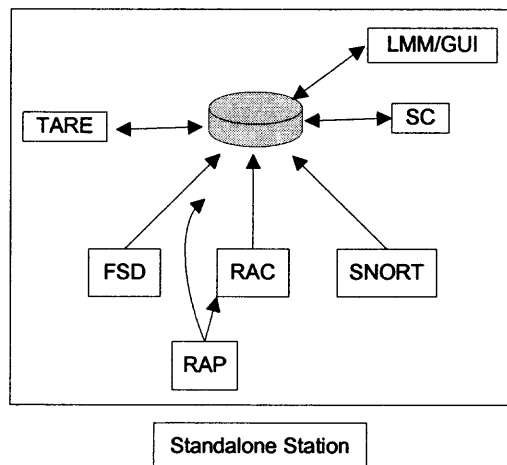 LMM/GUI
TARE
SC
FSD
RAC
SNORT
RAP
Standalone Station